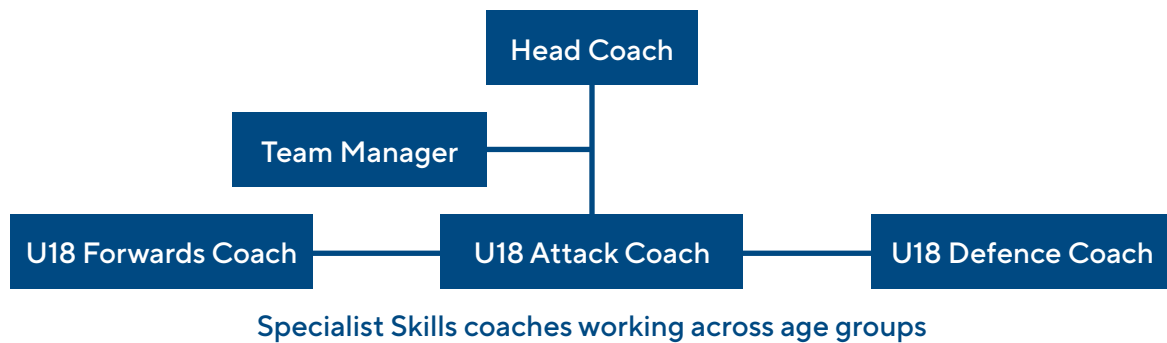 Head Coach
Team Manager
U18 Forwards Coach
U18 Attack Coach
U18 Defence Coach
Specialist Skills coaches working across age groups